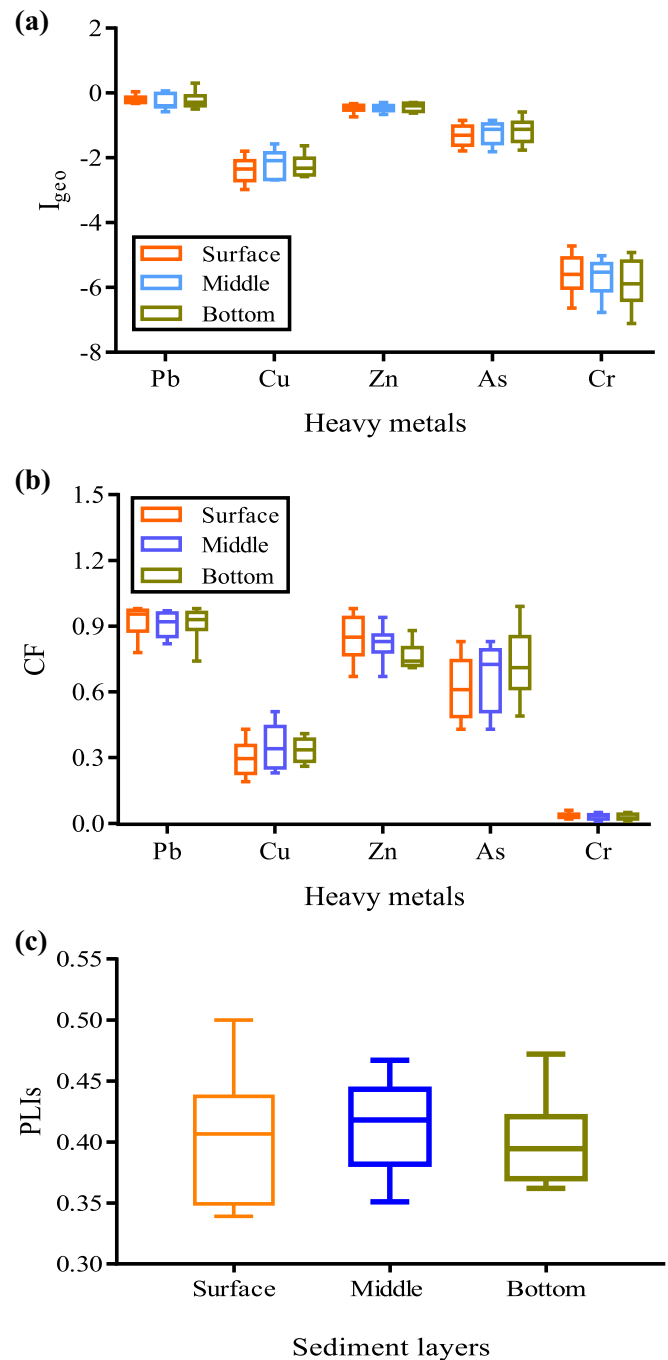 (a)
2
0
-2
-4
-6
-8
I_geo
Surface
Middle
Bottom
Pb Cu Zn As Cr
Heavy metals
(b)
1.5
1.2
0.9
0.6
0.3
0.0
CF
Surface
Middle
Bottom
Pb Cu Zn As Cr
Heavy metals
(c)
0.55
0.50
0.45
0.40
0.35
0.30
PLIs
Surface Middle Bottom
Sediment layers